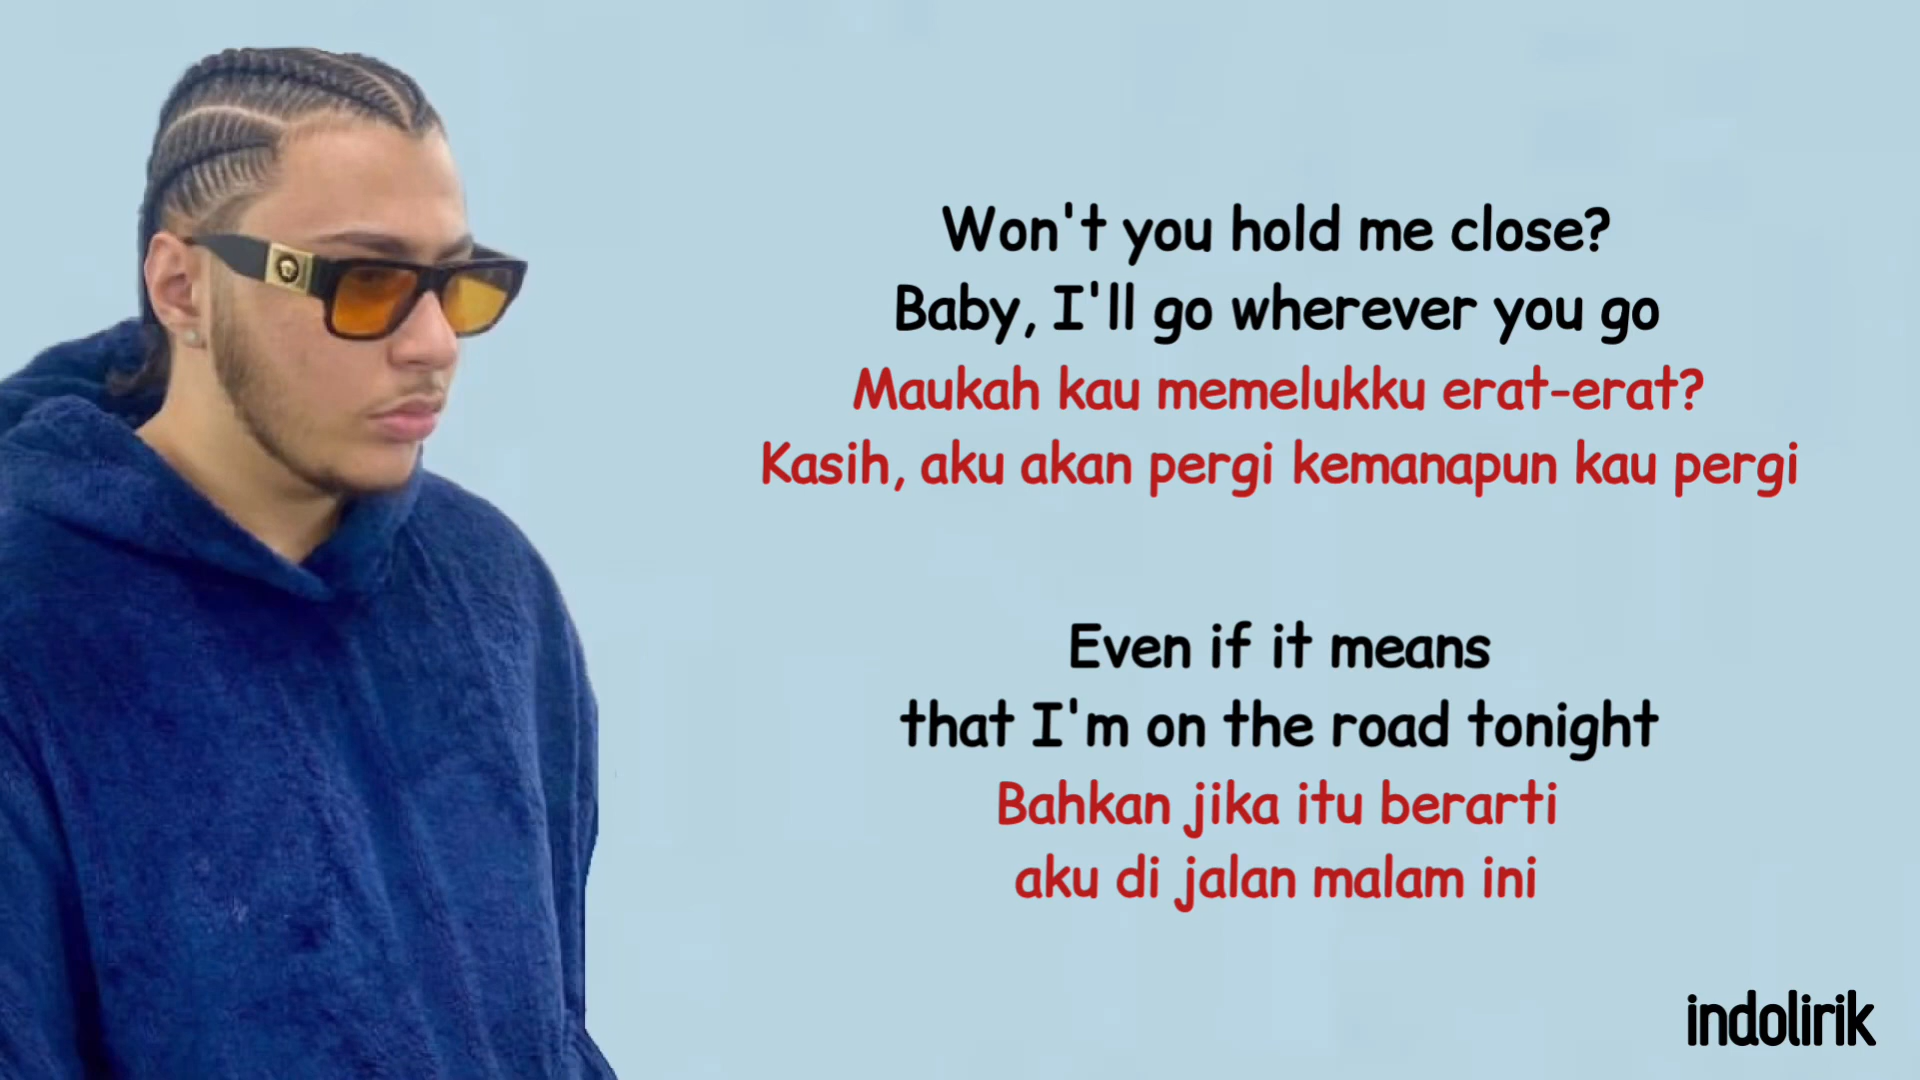 Won't you hold me close?
Baby, I'll go wherever you go
Maukah kau memelukku erat-erat?
Kasih, aku akan pergi kemanapun kau pergi
Even if it means
that I'm on the road tonight
Bahkan jika itu berarti
aku di jalan malam ini
indolirik